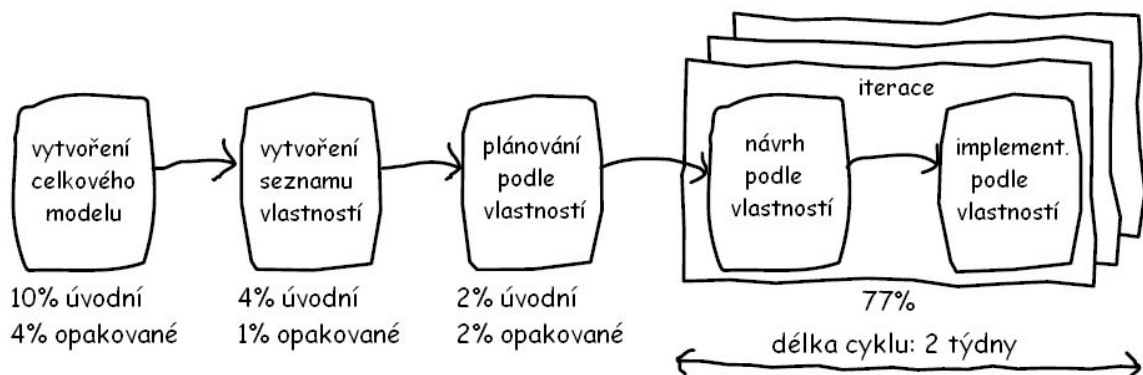 vytvoření
celkového
modelu
10% úvodní
4% opakované
vytvoření
seznamu
vlastností
4% úvodní
1% opakované
plánování
podle
vlastností
2% úvodní
2% opakované
iterace
návrh
podle
vlastností
implement.
podle
vlastností
77%
délka cyklu: 2 týdny